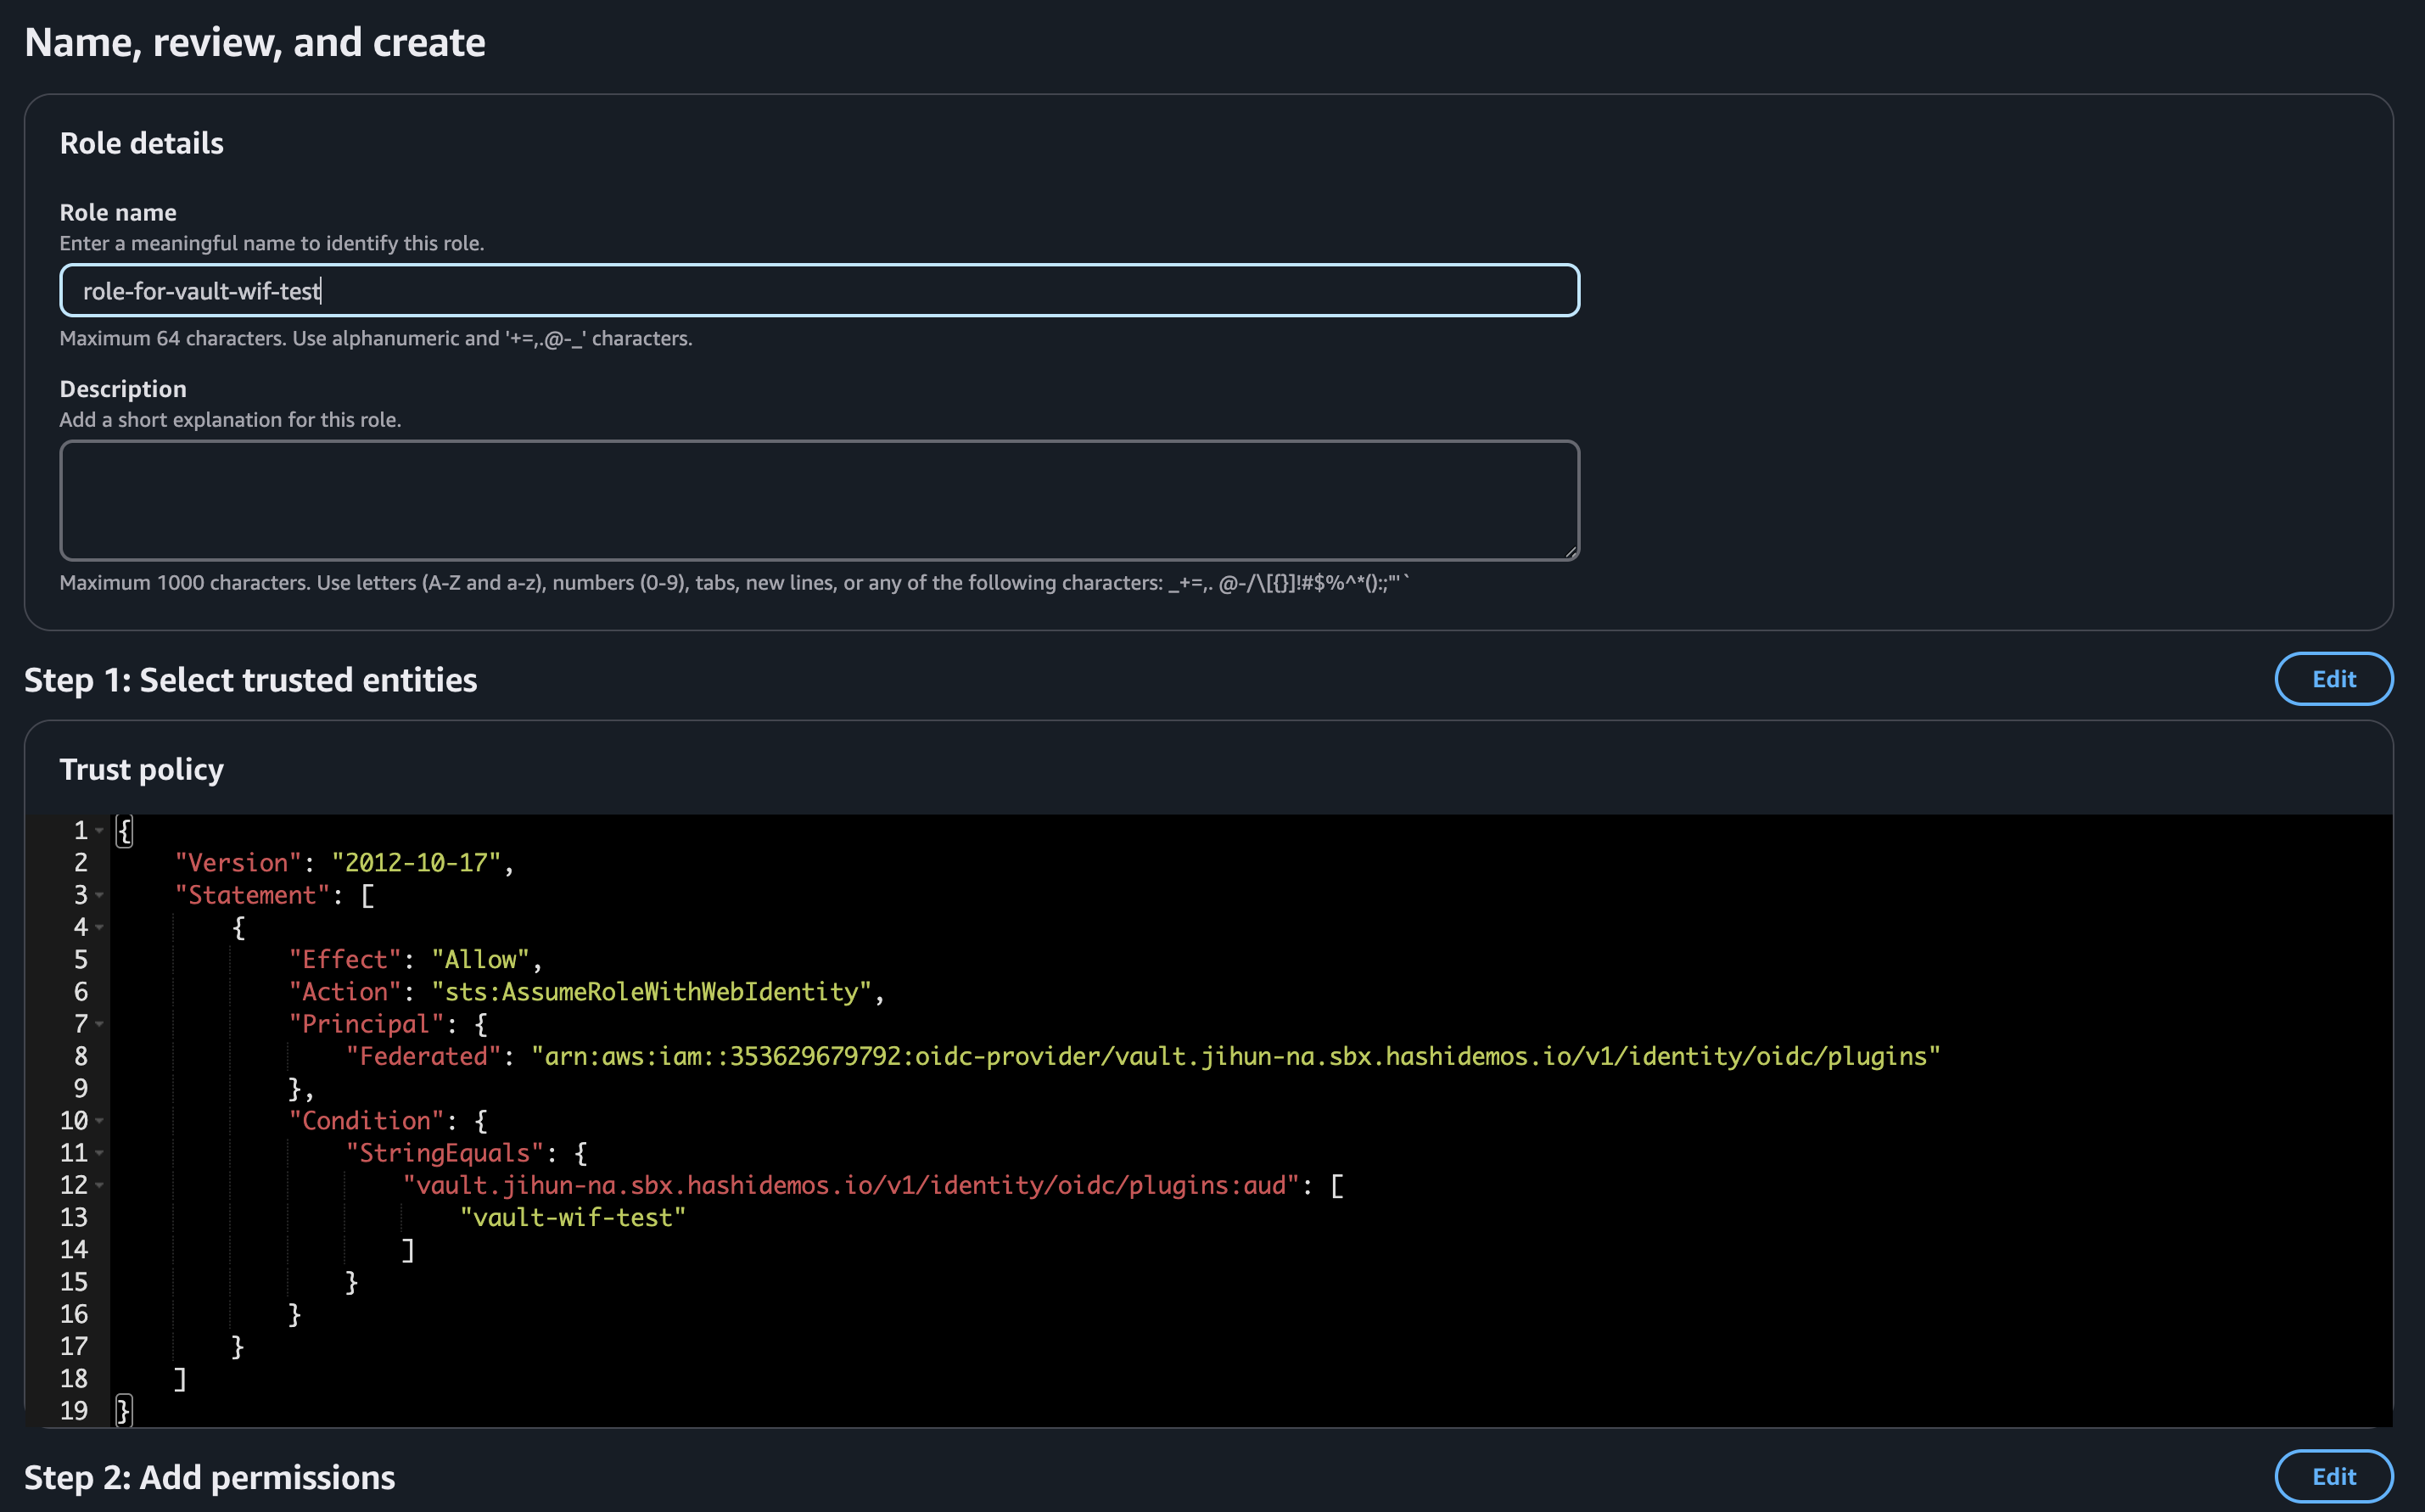 Name, review, and create
Role details
Role name
Enter a meaningful name to identify this role.
role-for-vault-wif-test
Maximum 64 characters. Use alphanumeric and '+=,.@-_' characters.
Description
Add a short explanation for this role.
Maximum 1000 characters. Use letters (A-Z and a-z), numbers (0-9), tabs, new lines, or any of the following characters: _+=,. @-/\[{}]!#$%^*();:;"'`
Step 1: Select trusted entities
Edit
Trust policy
1 {
2     "Version": "2012-10-17",
3     "Statement": [
4         {
5             "Effect": "Allow",
6             "Action": "sts:AssumeRoleWithWebIdentity",
7             "Principal": {
8                 "Federated": "arn:aws:iam::353629679792:oidc-provider/vault.jihun-na.sbx.hashidemos.io/v1/identity/oidc/plugins"
9             },
10             "Condition": {
11                 "StringEquals": {
12                     "vault.jihun-na.sbx.hashidemos.io/v1/identity/oidc/plugins:aud": [
13                         "vault-wif-test"
14                     ]
15                 }
16             }
17         }
18     ]
19 }
Step 2: Add permissions
Edit